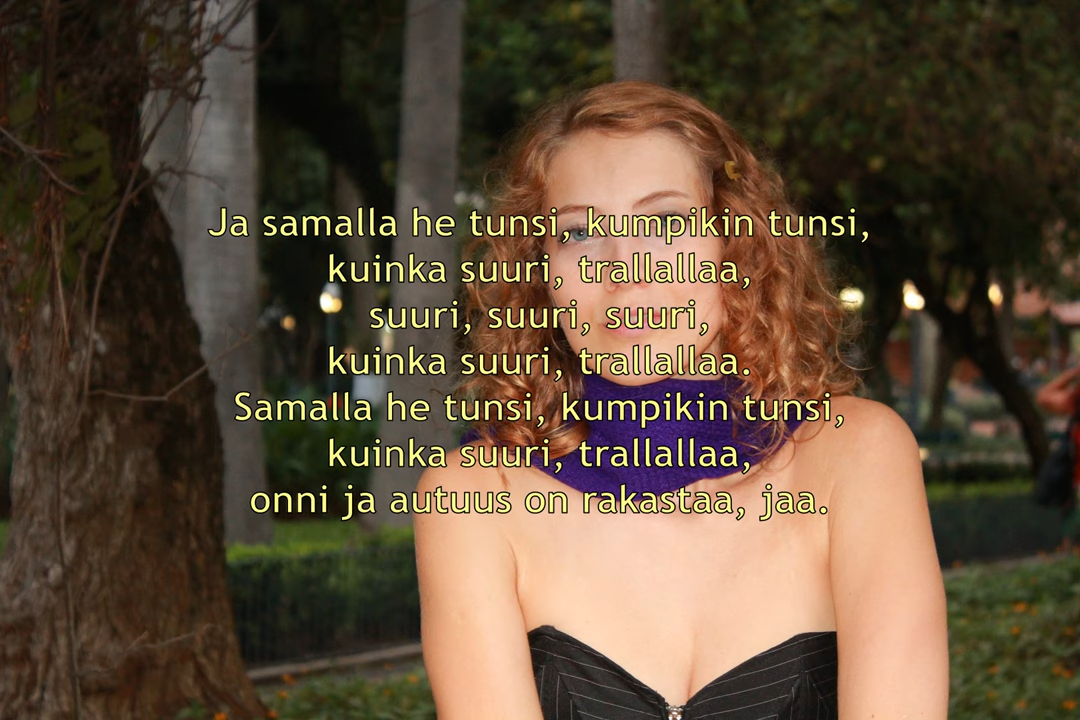 Ja samalla he tunsi, kumpikin tunsi,
kuinka suuri, trallallaa,
suuri, suuri, suuri,
kuinka suuri, trallallaa.
Samalla he tunsi, kumpikin tunsi,
kuinka suuri, trallallaa,
onni ja autuus on rakastaa, jaa.